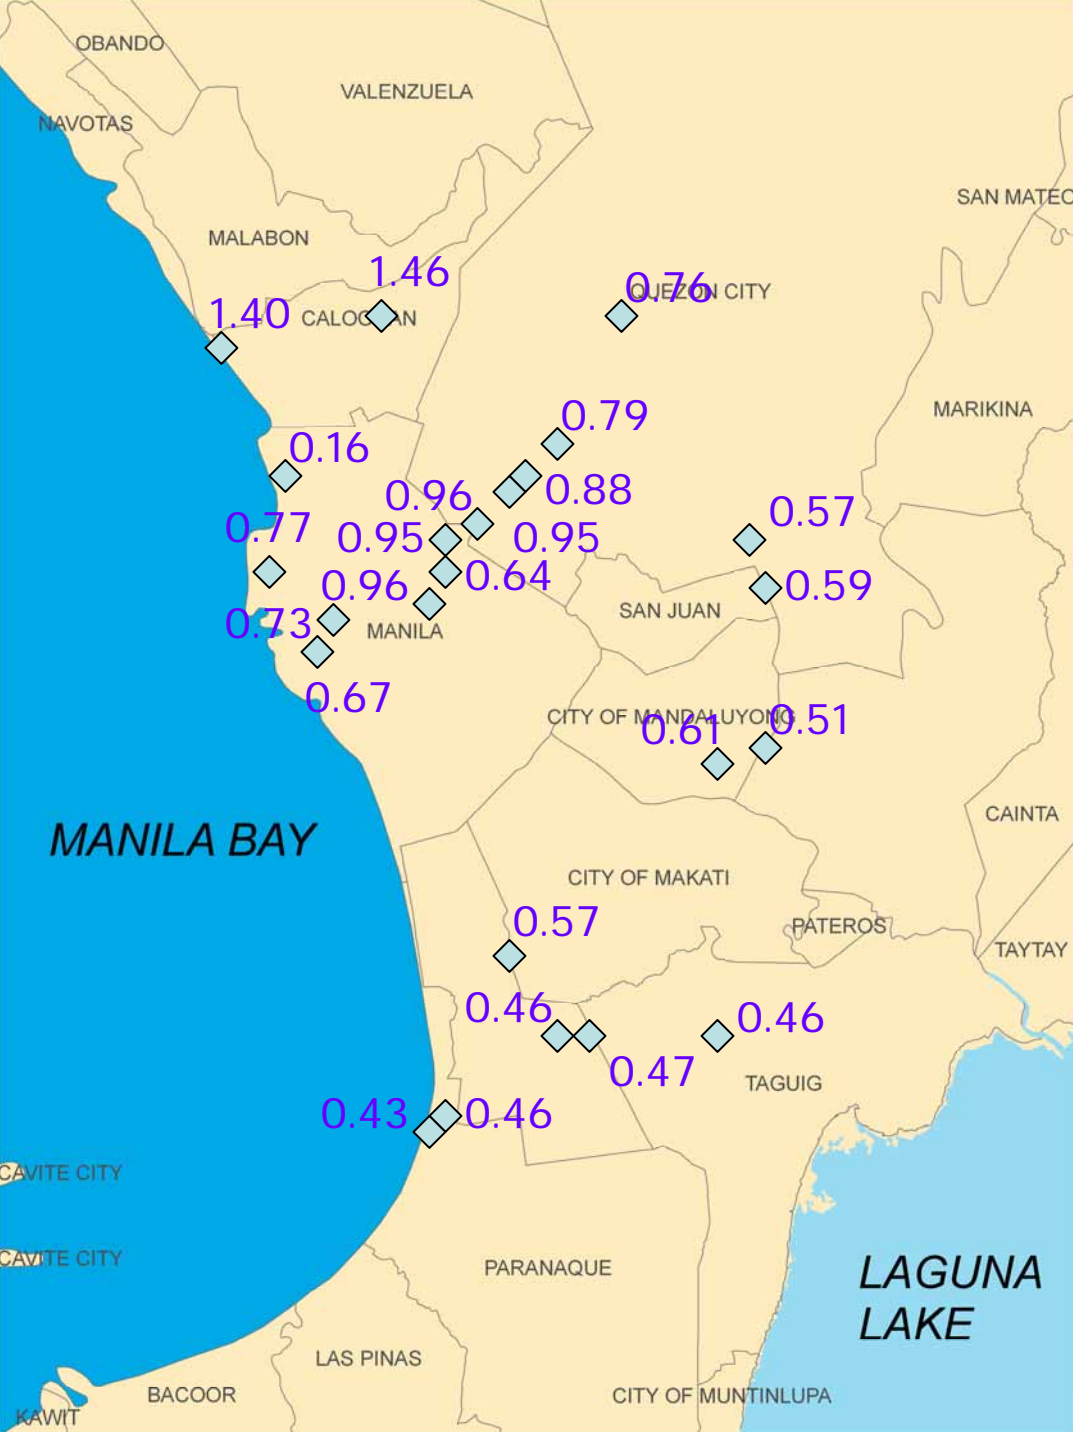 OBANDO
VALENZUELA
NAVOTAS
SAN MATEO
MALABON
1.46
0.76
QUEZON CITY
1.40
CALOOCAN
MARIKINA
0.79
0.16
0.96
0.88
0.57
0.77
0.95
0.95
0.96
0.64
0.59
SAN JUAN
0.73
MANILA
0.67
CITY OF MANDALUYONG
0.51
0.61
CAINTA
MANILA BAY
CITY OF MAKATI
0.57
PATEROS
TAYTAY
0.46
0.46
0.47
TAGUIG
0.43
0.46
CAVITE CITY
CAVITE CITY
PARANAQUE
LAGUNA
LAKE
LAS PINAS
BACOOR
CITY OF MUNTINLUPA
KAWIT